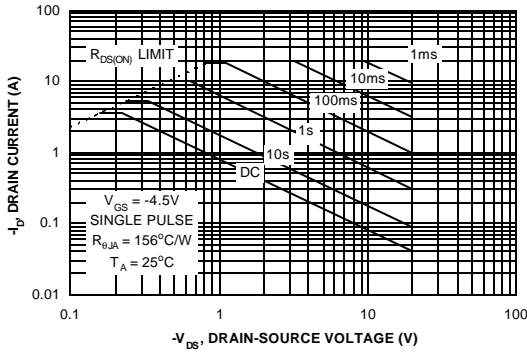 100
10
1
0.1
0.01
-I_D, DRAIN CURRENT (A)
R_DS(ON) LIMIT
1ms
10ms
100ms
1s
10s
DC
V_GS = -4.5V
SINGLE PULSE
R_θJA = 156°C/W
T_A = 25°C
0.1
1
10
100
-V_DS, DRAIN-SOURCE VOLTAGE (V)